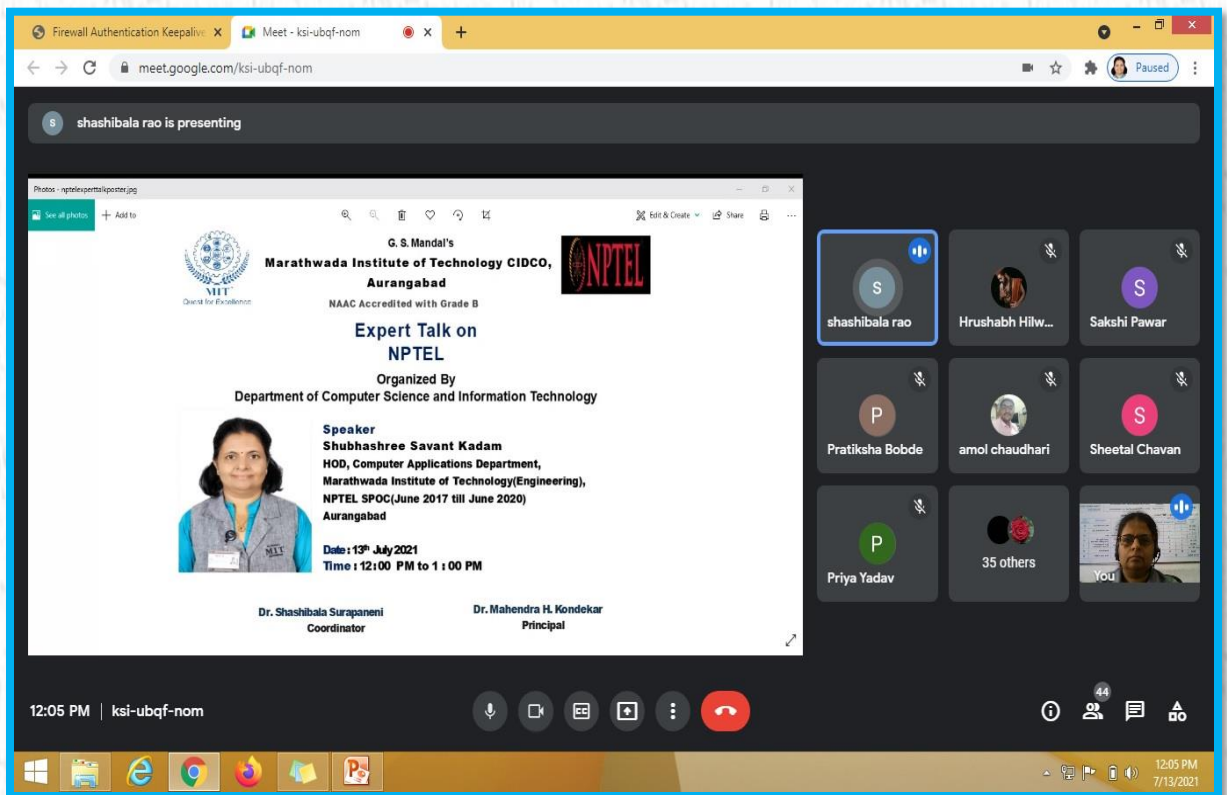 Firewall Authentication Keepalive
Meet - ksi-ubqf-nom
meet.google.com/ksi-ubqf-nom
Paused
s
shashibala rao is presenting
Photos - nptelexperttalkposter.jpg
See all photos
Add to
Edit & Create
Share
MIT
Quest for Excellence
G. S. Mandal's
Marathwada Institute of Technology CIDCO,
Aurangabad
NAAC Accredited with Grade B
NPTEL
Expert Talk on
NPTEL
Organized By
Department of Computer Science and Information Technology
Speaker
Shubhashree Savant Kadam
HOD, Computer Applications Department,
Marathwada Institute of Technology(Engineering),
NPTEL SPOC(June 2017 till June 2020)
Aurangabad
MIT
Date : 13th July 2021
Time : 12:00 PM to 1 : 00 PM
Dr. Shashibala Surapaneni
Coordinator
Dr. Mahendra H. Kondekar
Principal
s
shashibala rao
Hrushabh Hilw...
S
Sakshi Pawar
P
Pratiksha Bobde
amol chaudhari
S
Sheetal Chavan
P
Priya Yadav
35 others
You
12:05 PM | ksi-ubqf-nom
CC
44
12:05 PM
7/13/2021